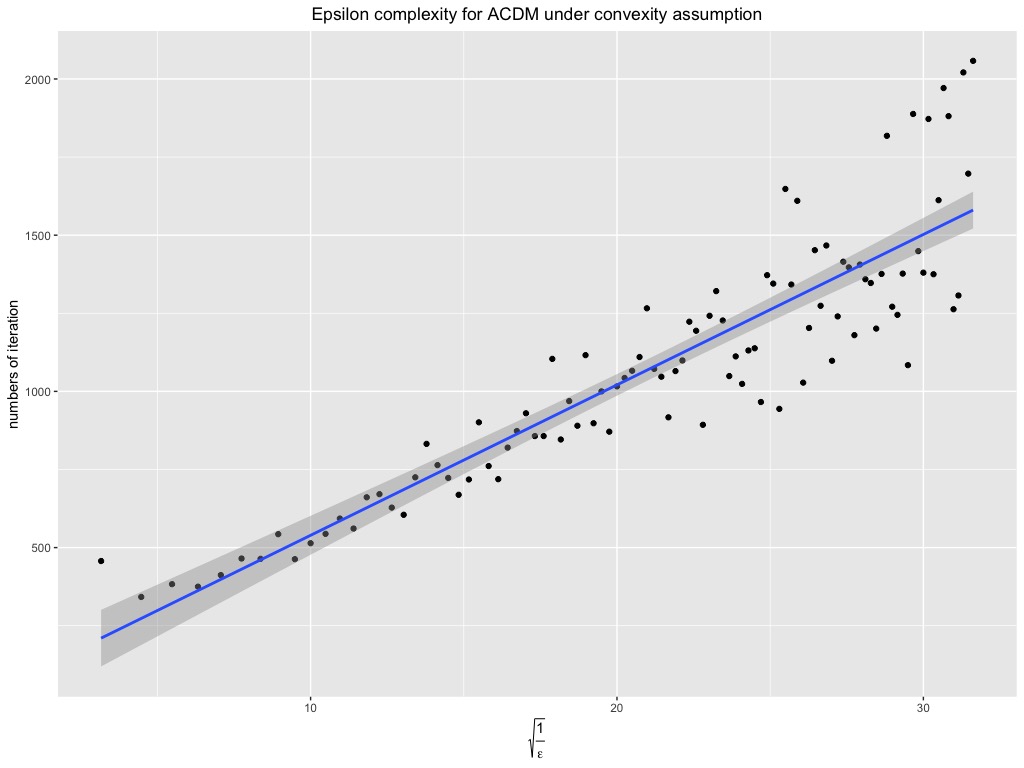 Epsilon complexity for ACDM under convexity assumption
numbers of iteration
2000
1500
1000
500
10
20
30
√(1/ε)